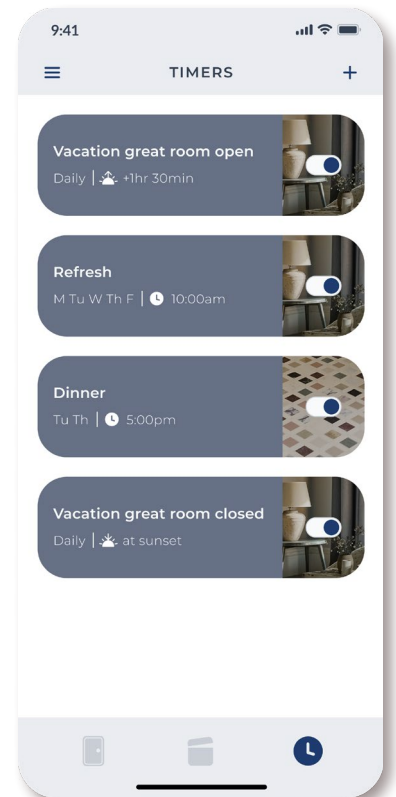 9:41
TIMERS
Vacation great room open
Daily | +1hr 30min
Refresh
M Tu W Th F | 10:00am
Dinner
Tu Th | 5:00pm
Vacation great room closed
Daily | at sunset